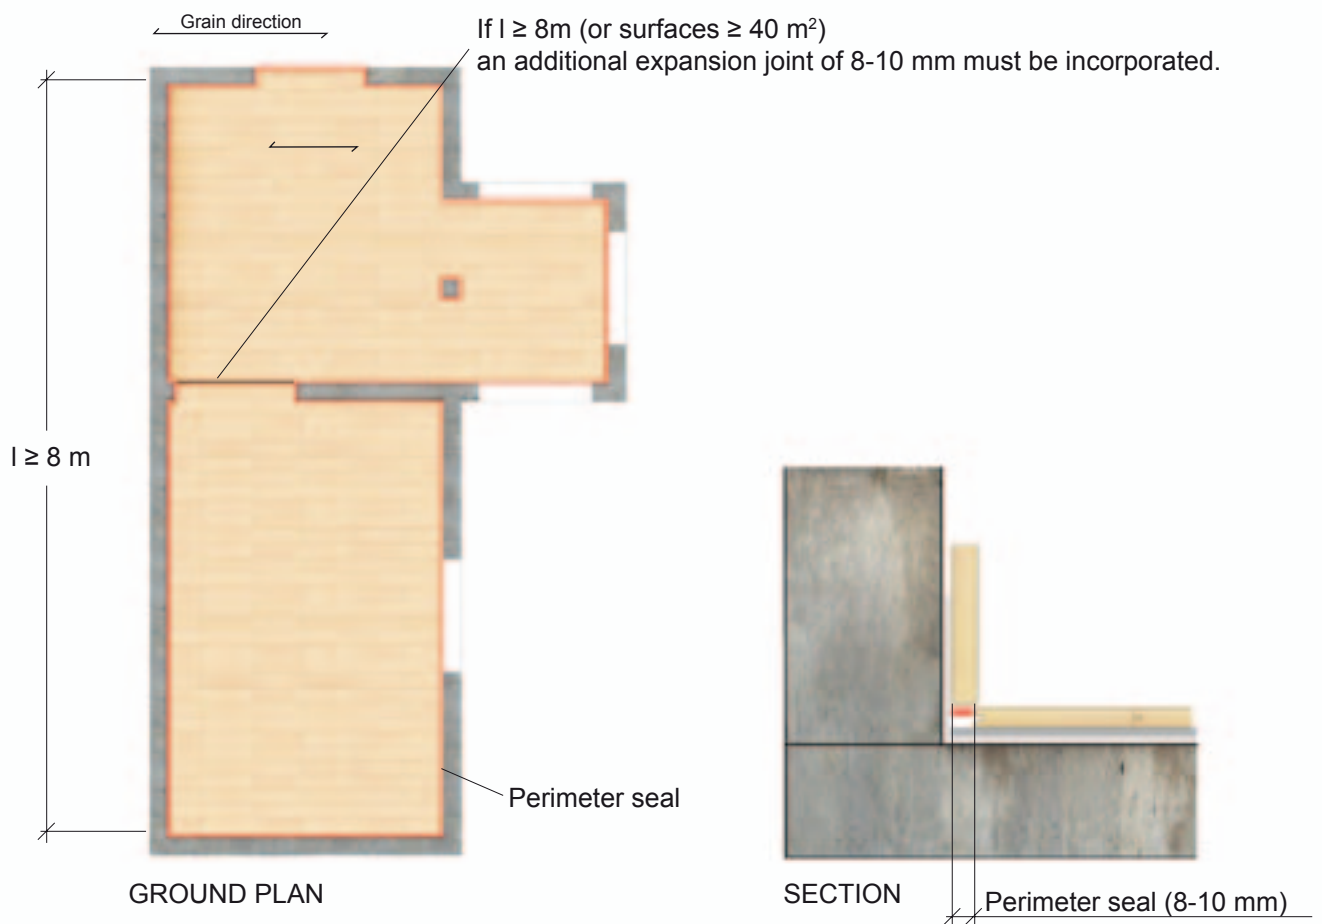 Grain direction
If l ≥ 8m (or surfaces ≥ 40 m²)
an additional expansion joint of 8-10 mm must be incorporated.
l ≥ 8 m
Perimeter seal
GROUND PLAN
SECTION
Perimeter seal (8-10 mm)